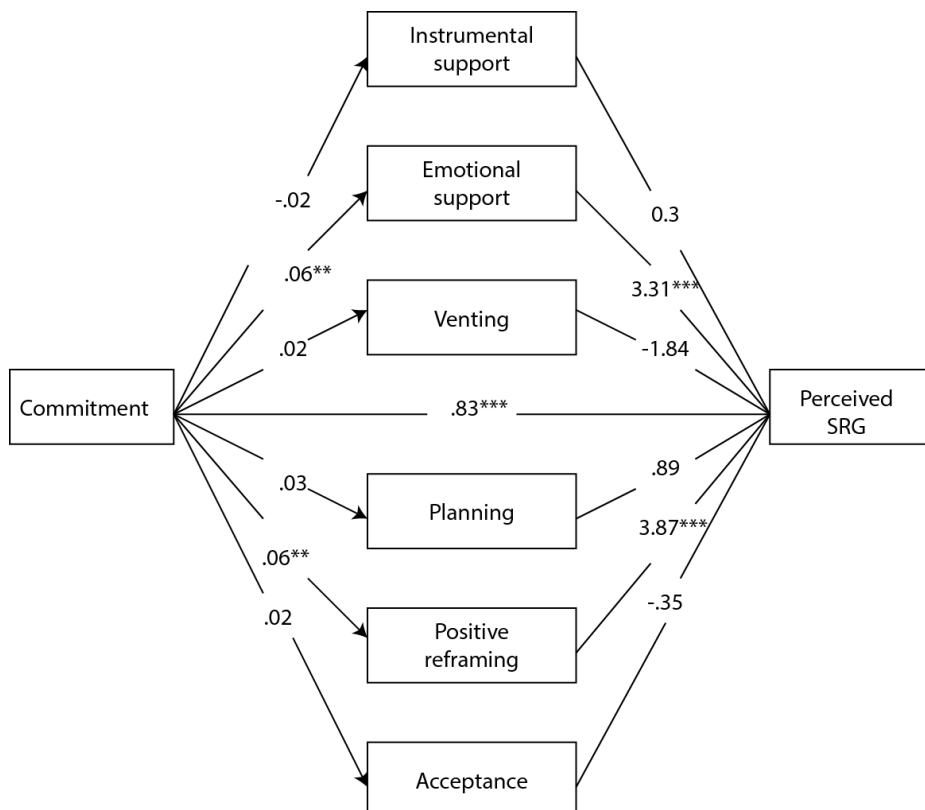 Instrumental
support
-.02
0.3
Emotional
support
.06**
3.31***
Venting
.02
-1.84
Commitment
.83***
Perceived
SRG
.03
Planning
.89
.06**
3.87***
Positive
reframing
.02
-.35
Acceptance